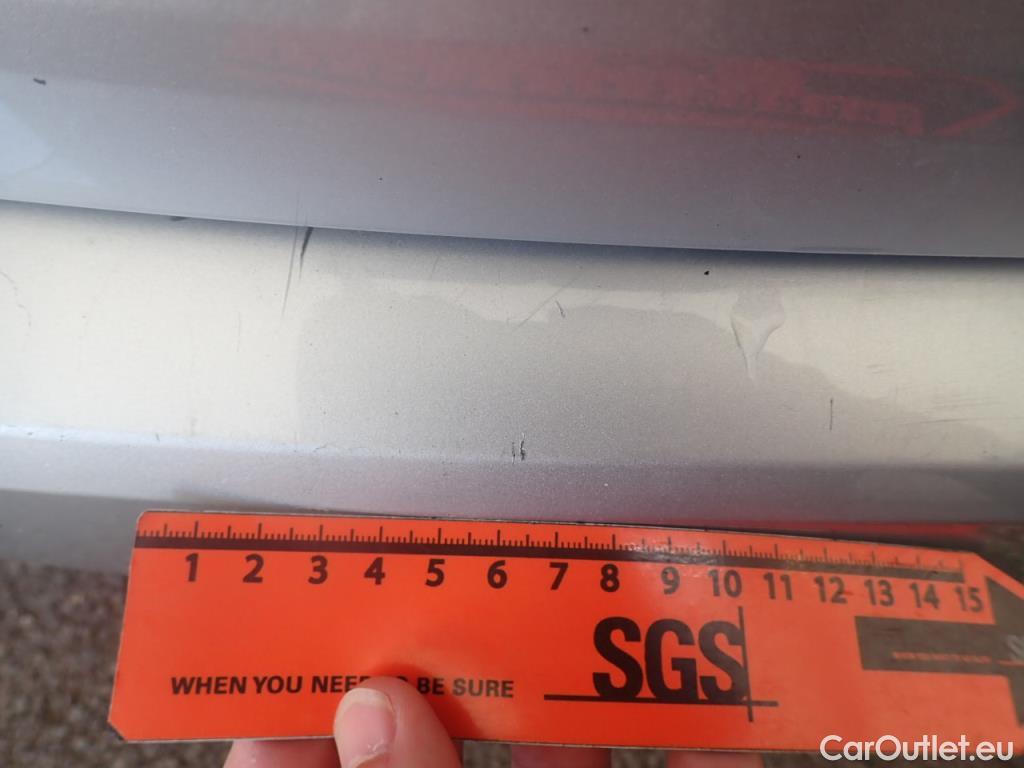 1 2 3 4 5 6 7 8 9 10 11 12 13 14 15
SGS
WHEN YOU NEED BE SURE
CarOutlet.eu